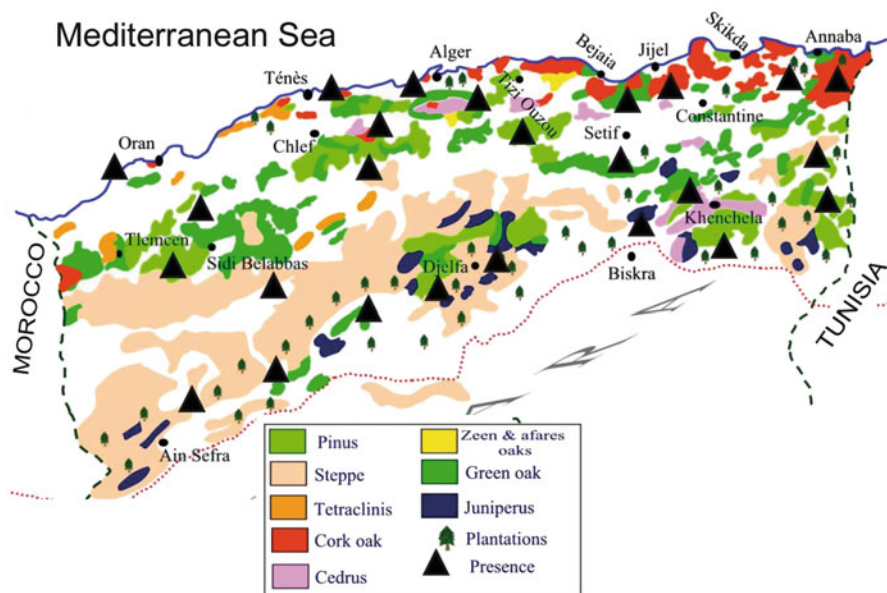 Mediterranean Sea
Skikda
Annaba
Jijel
Bejaia
Alger
Ténès
Tizi Ouzou
Constantine
Oran
Chlef
Setif
Khenchela
Tlemcen
Sidi Belabbas
Djelfa
Biskra
MOROCCO
TUNISIA
Ain Sefra
Pinus
Zeen & afares
oaks
Steppe
Green oak
Tetraclinis
Juniperus
Cork oak
Plantations
Cedrus
Presence